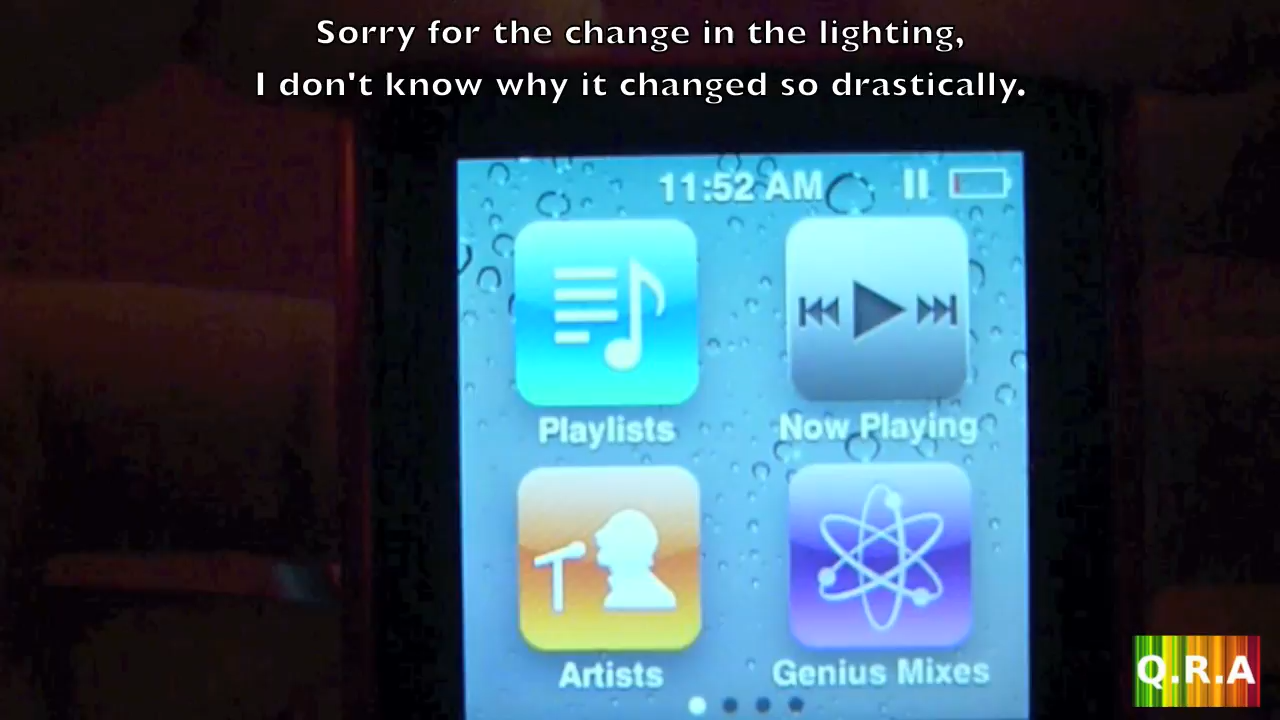 Sorry for the change in the lighting,
I don't know why it changed so drastically.
11:52 AM
Playlists
Now Playing
Artists
Genius Mixes
Q.R.A